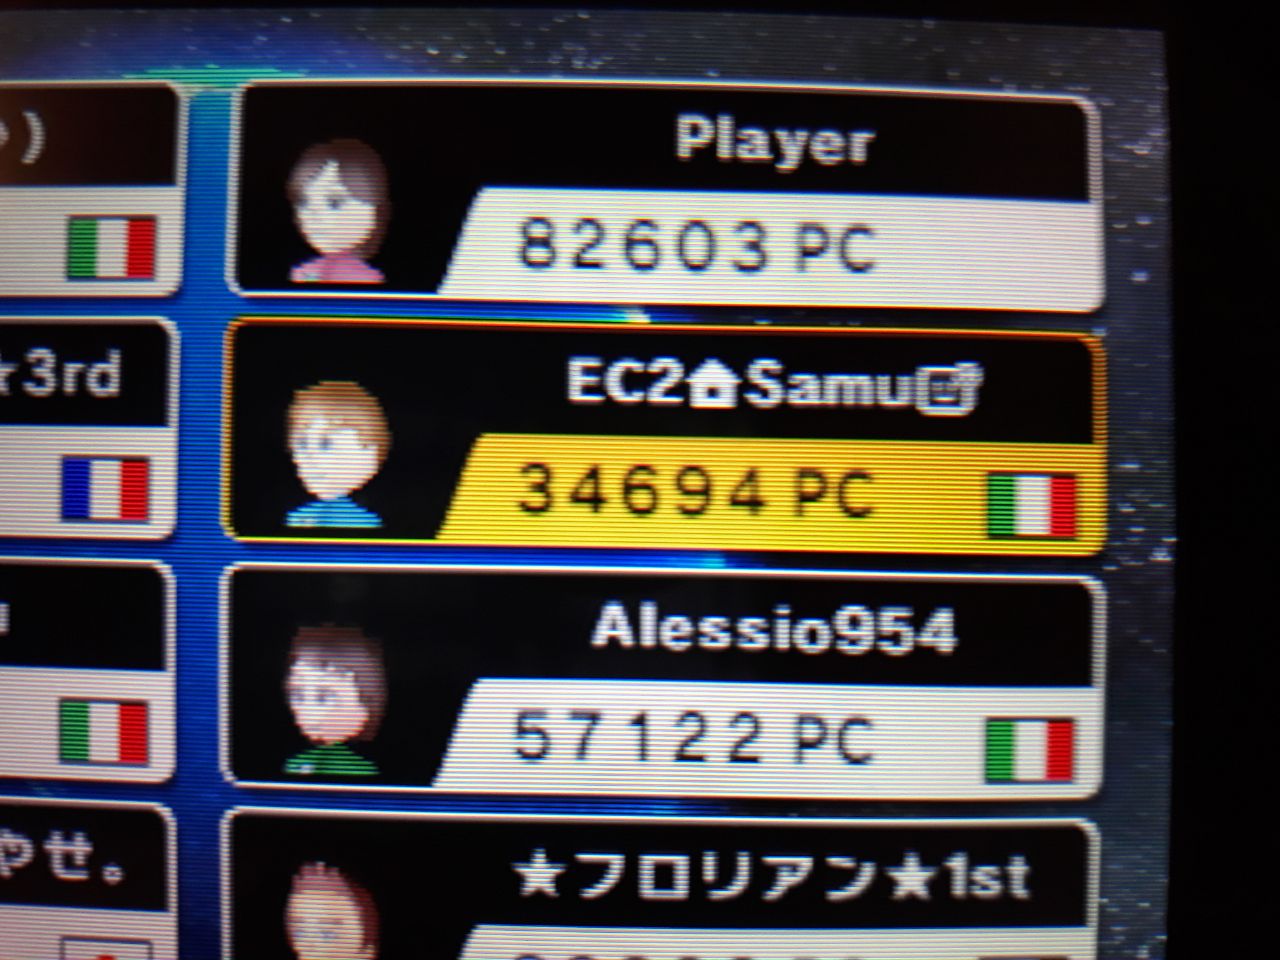 Player
82603 PC
3rd
EC2🏠Samu
34694 PC
Alessio954
57122 PC
やせ。
★フロリアン★1st